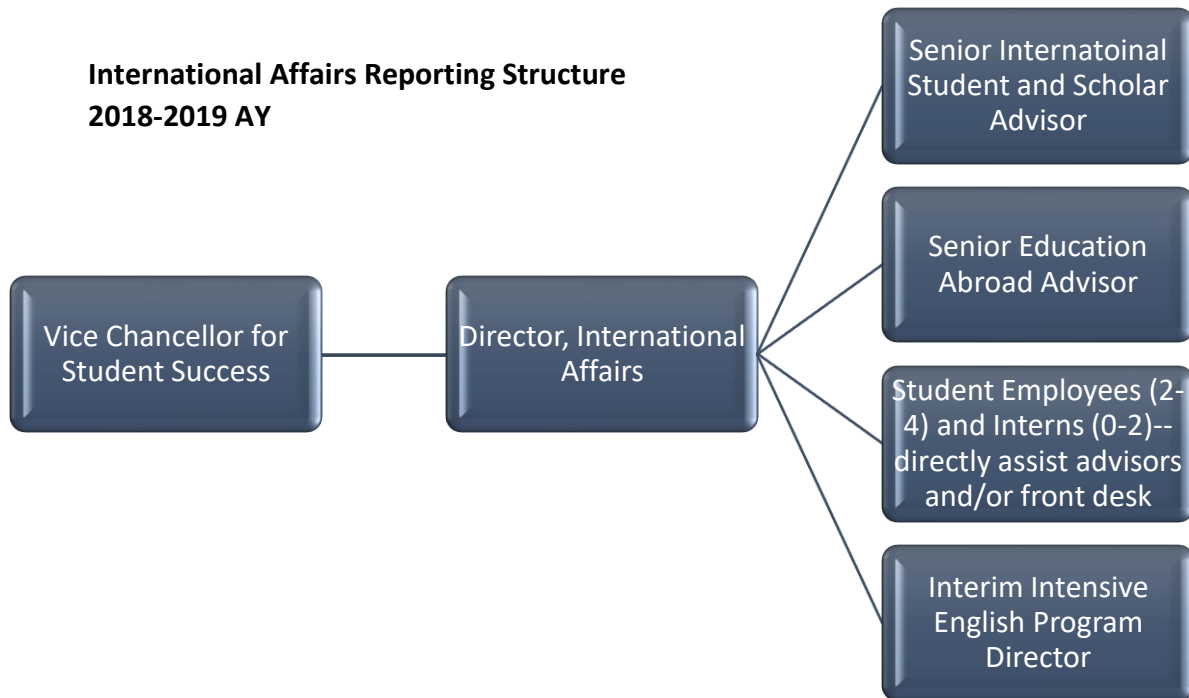 International Affairs Reporting Structure
2018-2019 AY
Vice Chancellor for
Student Success
Director, International
Affairs
Senior Internatoinal
Student and Scholar
Advisor
Senior Education
Abroad Advisor
Student Employees (2-
4) and Interns (0-2)--
directly assist advisors
and/or front desk
Interim Intensive
English Program
Director